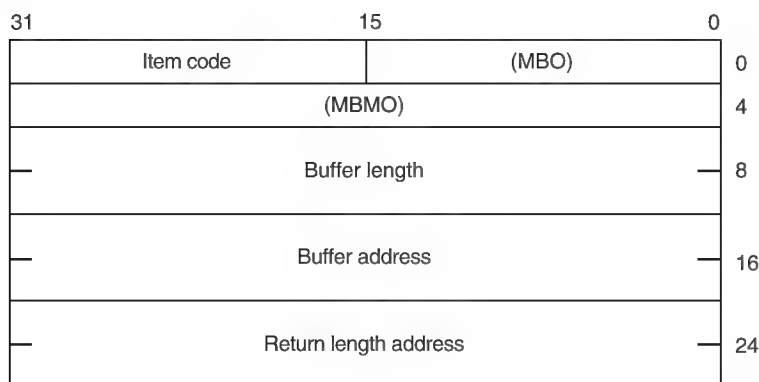 31 15 0
Item code (MBO) 0
(MBMO) 4
Buffer length 8
Buffer address 16
Return length address 24